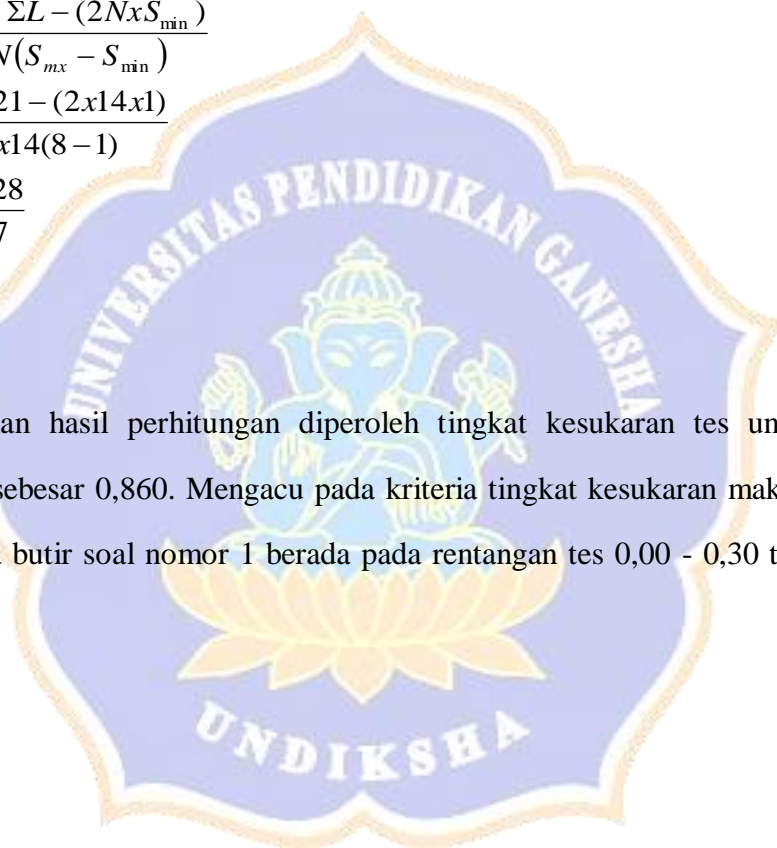 ΣL – (2NxS_min)
N(S_mx – S_min)
21 – (2x14x1)
x14(8 – 1)
28
7
UNIVERSITAS PENDIDIKAN GANESHA
an hasil perhitungan diperoleh tingkat kesukaran tes un
sebesar 0,860. Mengacu pada kriteria tingkat kesukaran mak
butir soal nomor 1 berada pada rentangan tes 0,00 - 0,30 t
UNDIKSHA